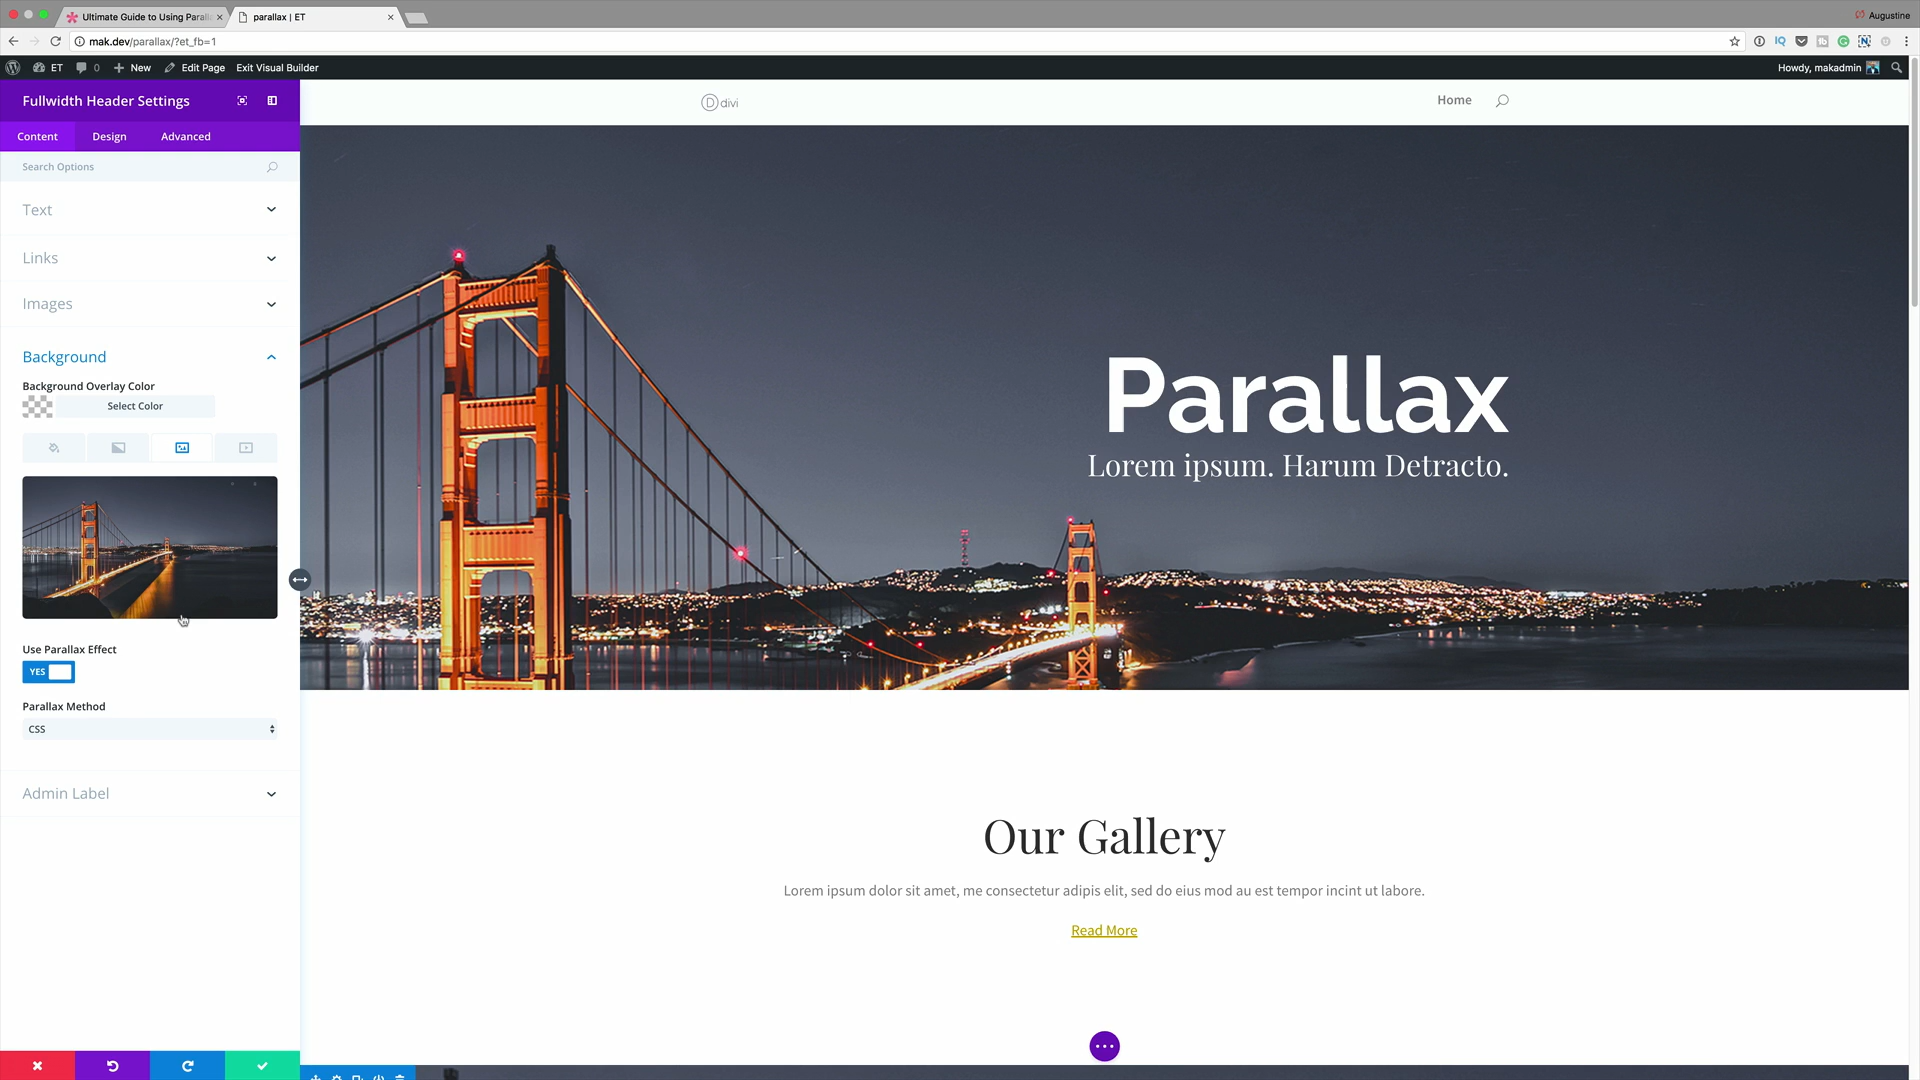 Ultimate Guide to Using Paralla
parallax | ET
Augustine
mak.dev/parallax/?et_fb=1
ET
0
New
Edit Page
Exit Visual Builder
Howdy, makadmin
Fullwidth Header Settings
Content
Design
Advanced
Search Options
Text
Links
Images
Background
Background Overlay Color
Select Color
Use Parallax Effect
YES
Parallax Method
CSS
Admin Label
divi
Home
Parallax
Lorem ipsum. Harum Detracto.
Our Gallery
Lorem ipsum dolor sit amet, me consectetur adipis elit, sed do eius mod au est tempor incint ut labore.
Read More